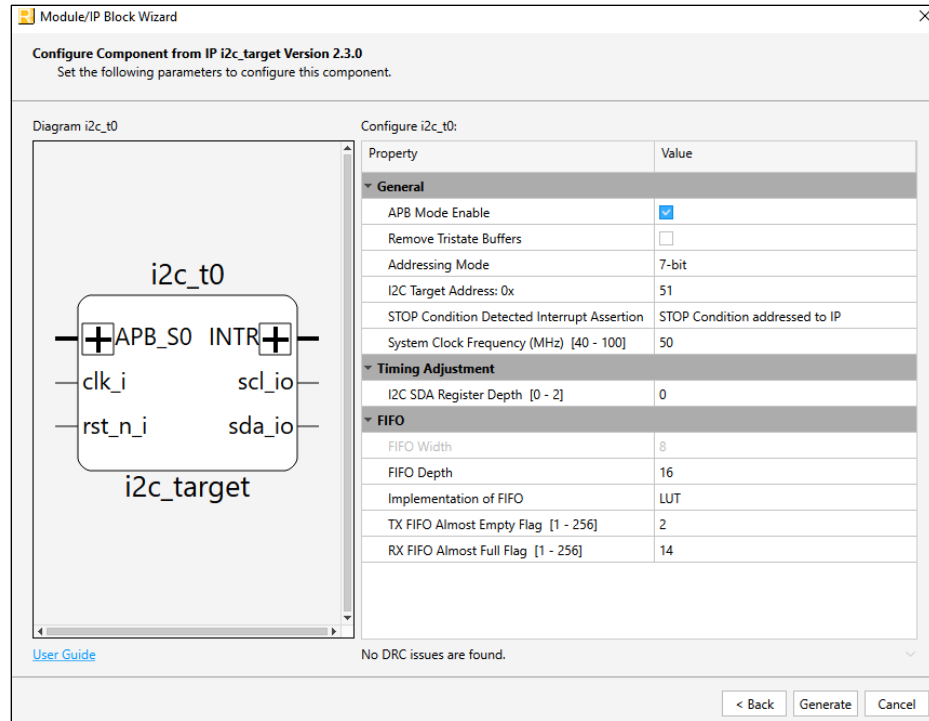 Module/IP Block Wizard
Configure Component from IP i2c_target Version 2.3.0
Set the following parameters to configure this component.
Diagram i2c_t0
Configure i2c_t0:
i2c_t0
APB_S0 INTR
clk_i scl_io
rst_n_i sda_io
i2c_target
Property Value
General
APB Mode Enable
Remove Tristate Buffers
Addressing Mode 7-bit
I2C Target Address: 0x 51
STOP Condition Detected Interrupt Assertion STOP Condition addressed to IP
System Clock Frequency (MHz) [40 - 100] 50
Timing Adjustment
I2C SDA Register Depth [0 - 2] 0
FIFO
FIFO Width 8
FIFO Depth 16
Implementation of FIFO LUT
TX FIFO Almost Empty Flag [1 - 256] 2
RX FIFO Almost Full Flag [1 - 256] 14
User Guide
No DRC issues are found.
< Back Generate Cancel